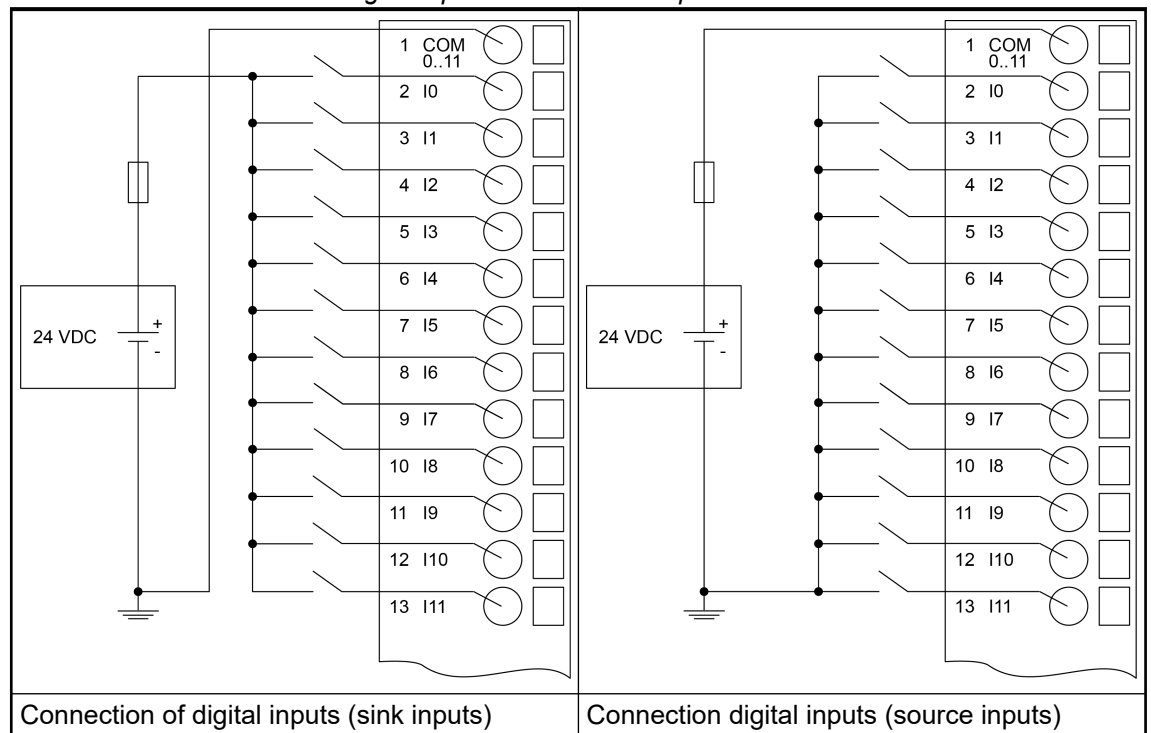 1 COM
0..11
2 I0
3 I1
4 I2
5 I3
6 I4
7 I5
8 I6
9 I7
10 I8
11 I9
12 I10
13 I11
24 VDC
+
-
Connection of digital inputs (sink inputs)
1 COM
0..11
2 I0
3 I1
4 I2
5 I3
6 I4
7 I5
8 I6
9 I7
10 I8
11 I9
12 I10
13 I11
24 VDC
+
-
Connection digital inputs (source inputs)